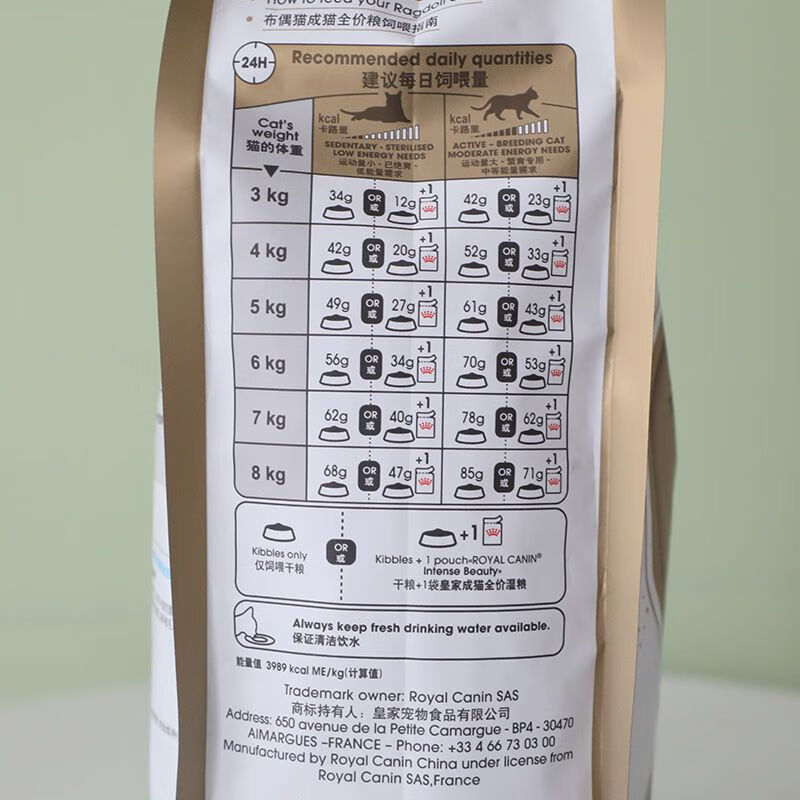 how to feed your Ragdoll
布偶猫成猫全价粮饲喂指南
24H
Recommended daily quantities
建议每日饲喂量
Cat's weight
猫的体重
kcal
卡路里
SEDENTARY - STERILISED
LOW ENERGY NEEDS
运动量小 - 已绝育 -
低能量需求
kcal
卡路里
ACTIVE - BREEDING CAT
MODERATE ENERGY NEEDS
运动量大 - 繁育专用 -
中等能量需求
3 kg 34g OR 或 12g +1 42g OR 或 23g +1
4 kg 42g OR 或 20g +1 52g OR 或 33g +1
5 kg 49g OR 或 27g +1 61g OR 或 43g +1
6 kg 56g OR 或 34g +1 70g OR 或 53g +1
7 kg 62g OR 或 40g +1 78g OR 或 62g +1
8 kg 68g OR 或 47g +1 85g OR 或 71g +1
Kibbles only
仅饲喂干粮
OR
或
+1
Kibbles + 1 pouch«ROYAL CANIN®
Intense Beauty»
干粮+1袋皇家成猫全价湿粮
Always keep fresh drinking water available.
保证清洁饮水
能量值 3989 kcal ME/kg(计算值)
Trademark owner: Royal Canin SAS
商标持有人：皇家宠物食品有限公司
Address: 650 avenue de la Petite Camargue - BP4 - 30470
AIMARGUES –FRANCE – Phone: +33 4 66 73 03 00
Manufactured by Royal Canin China under license from
Royal Canin SAS,France